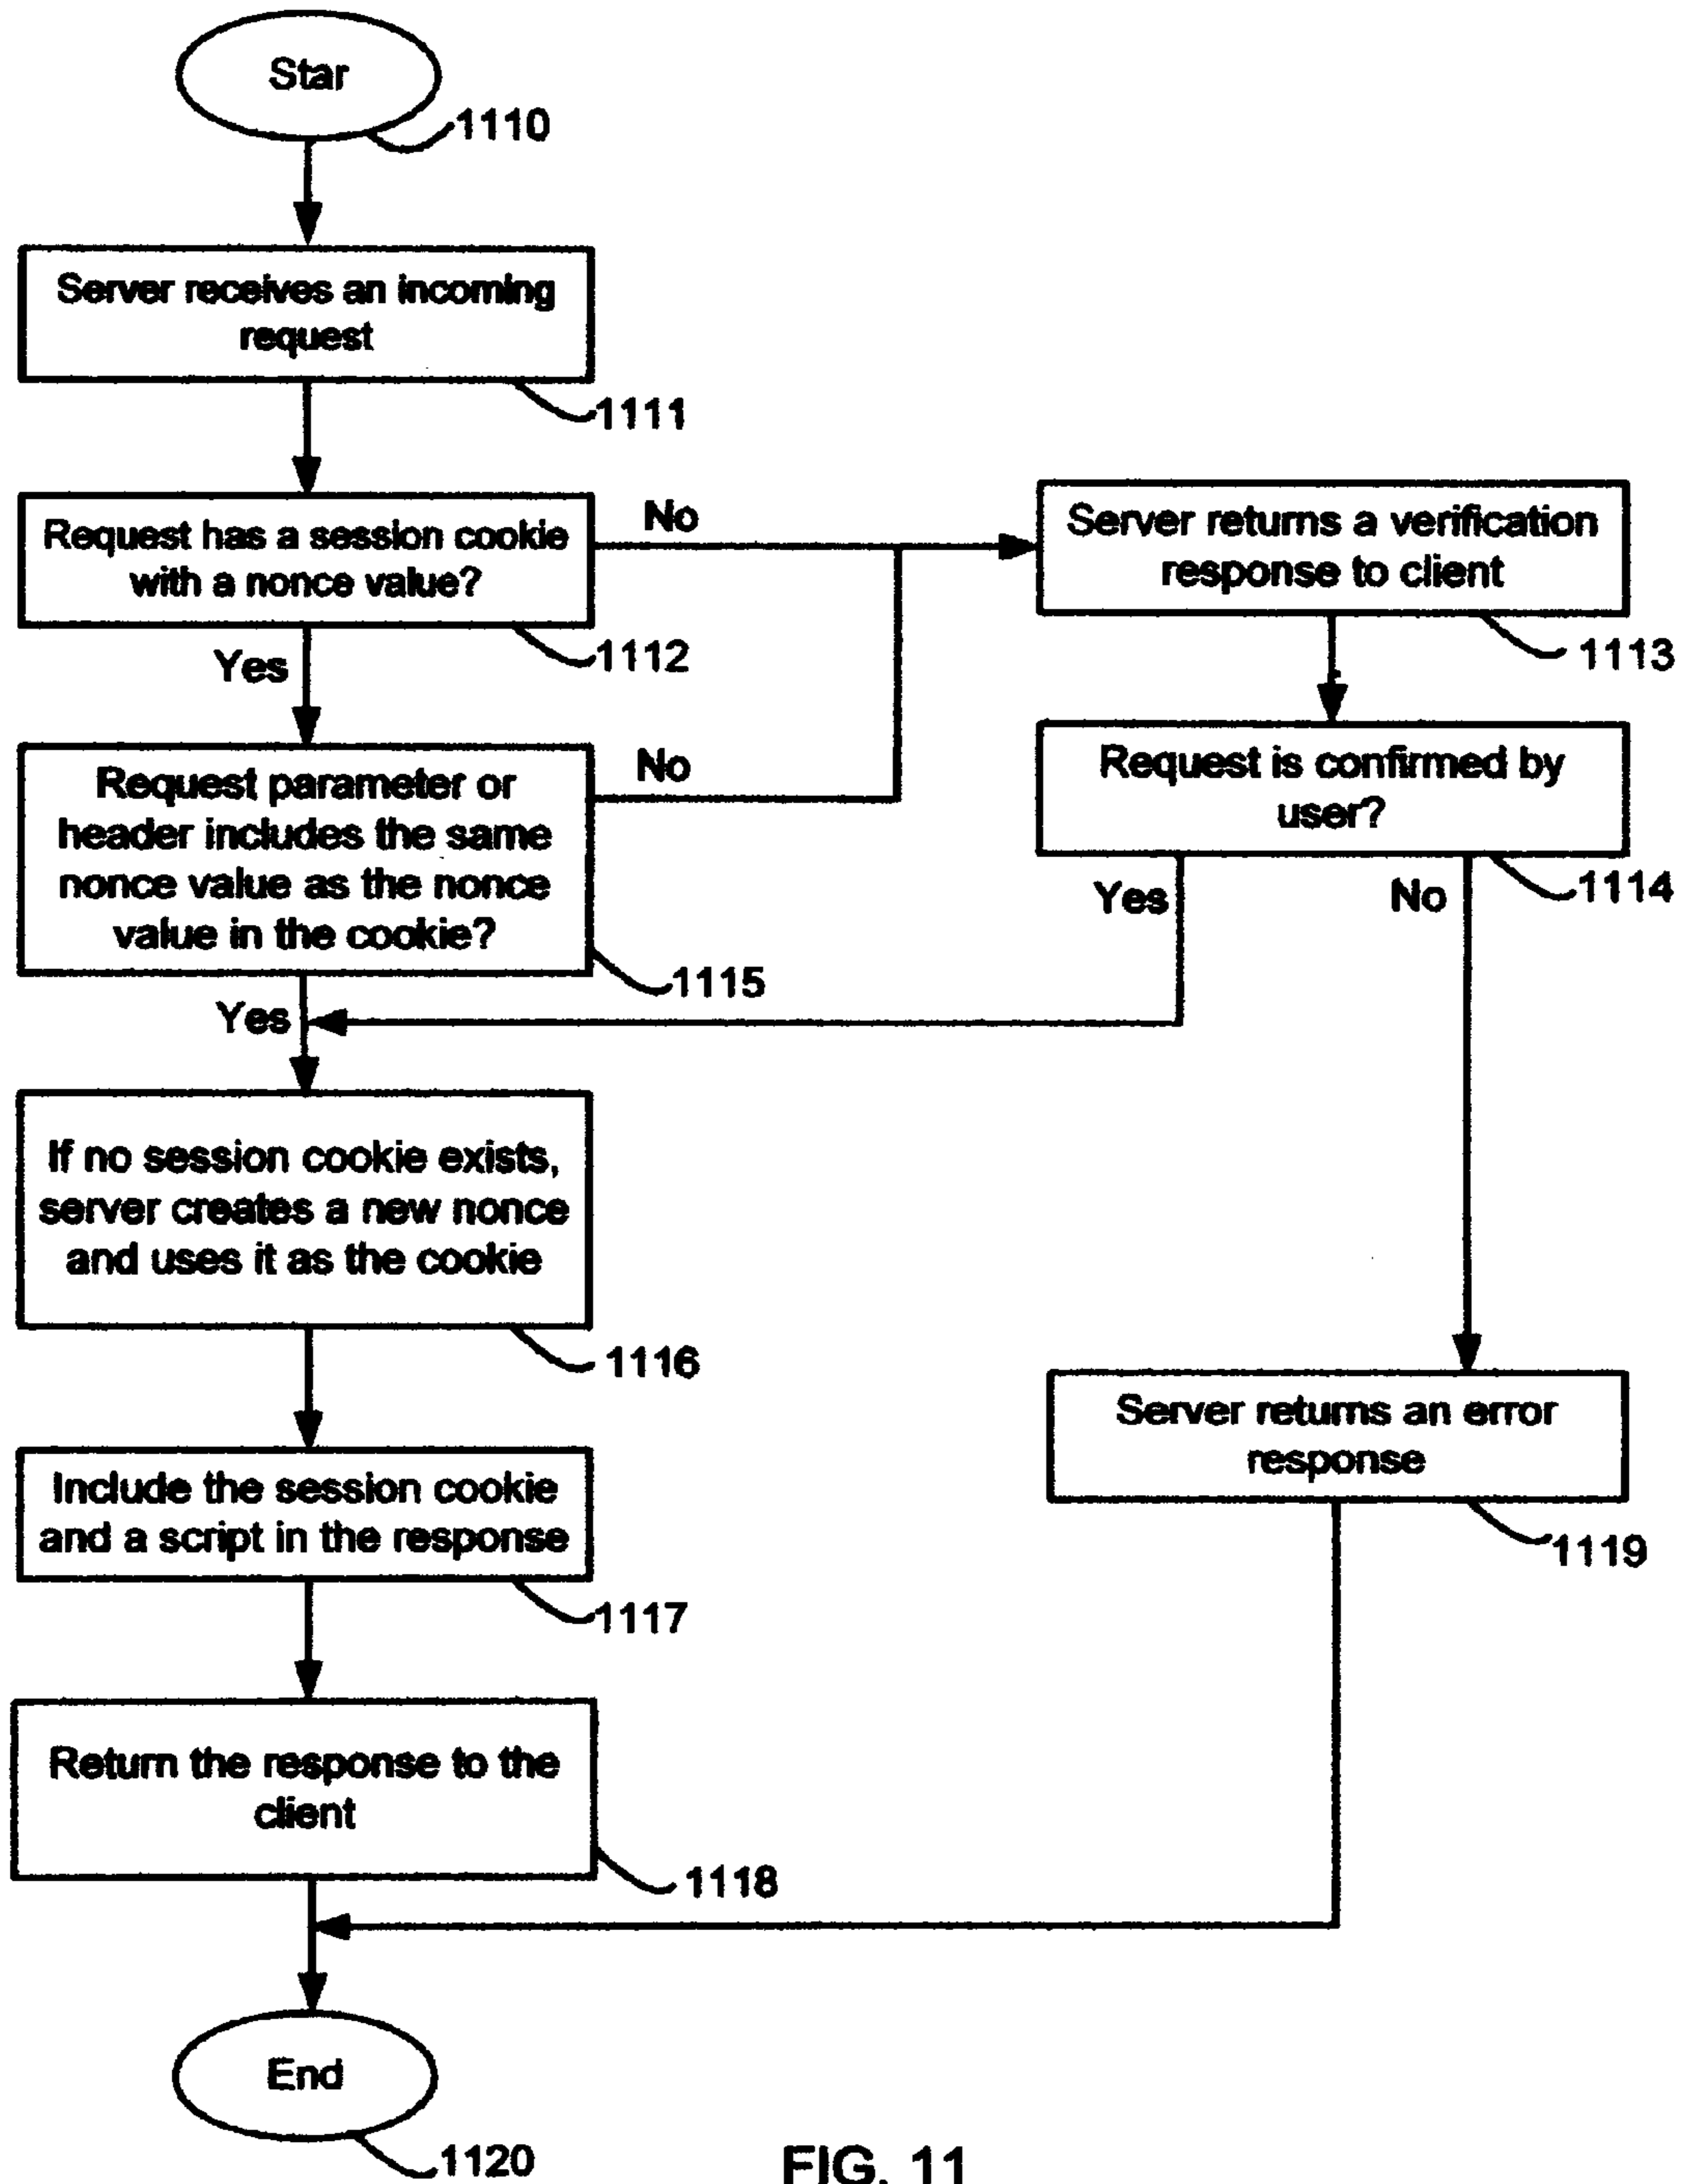 Star
1110
Server receives an incoming
request
1111
Request has a session cookie
with a nonce value?
1112
No
Yes
Server returns a verification
response to client
1113
Request parameter or
header includes the same
nonce value as the nonce
value in the cookie?
1115
No
Yes
Request is confirmed by
user?
1114
Yes
No
If no session cookie exists,
server creates a new nonce
and uses it as the cookie
1116
Include the session cookie
and a script in the response
1117
Server returns an error
response
1119
Return the response to the
client
1118
End
1120
FIG. 11